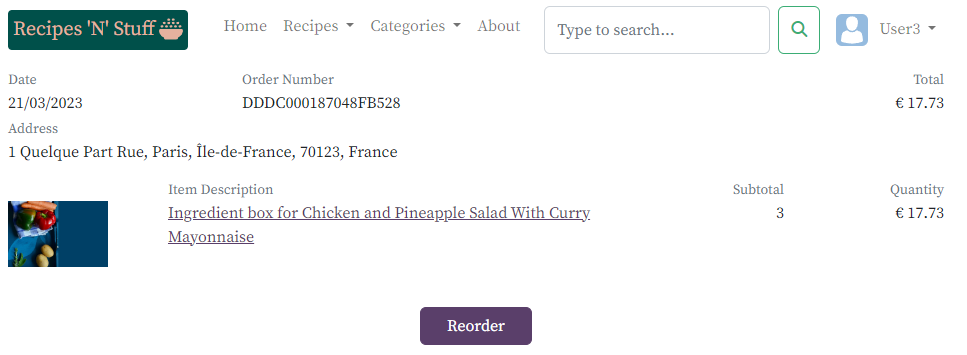 Recipes 'N' Stuff Home Recipes Categories About Type to search... User3
Date Order Number Total
21/03/2023 DDDC000187048FB528 € 17.73
Address
1 Quelque Part Rue, Paris, Île-de-France, 70123, France
Item Description Subtotal Quantity
Ingredient box for Chicken and Pineapple Salad With Curry 3 € 17.73
Mayonnaise
Reorder